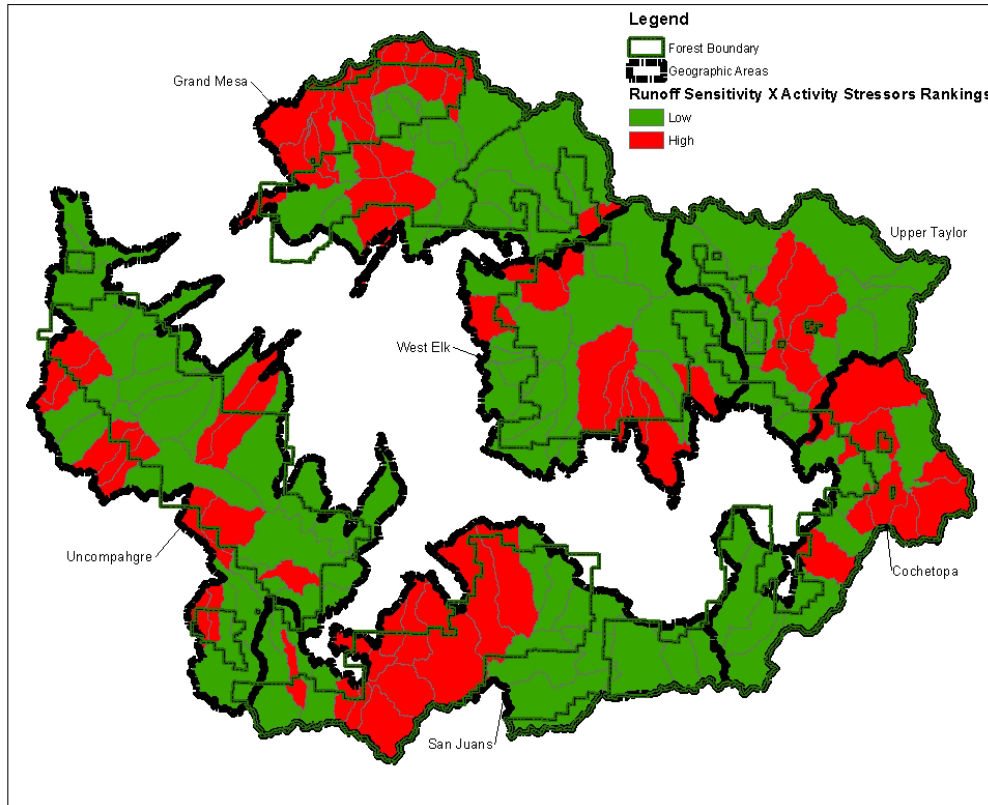 Legend
Forest Boundary
Geographic Areas
Runoff Sensitivity X Activity Stressors Rankings
Low
High
Grand Mesa
Upper Taylor
West Elk
Uncompahgre
Cochetopa
San Juans